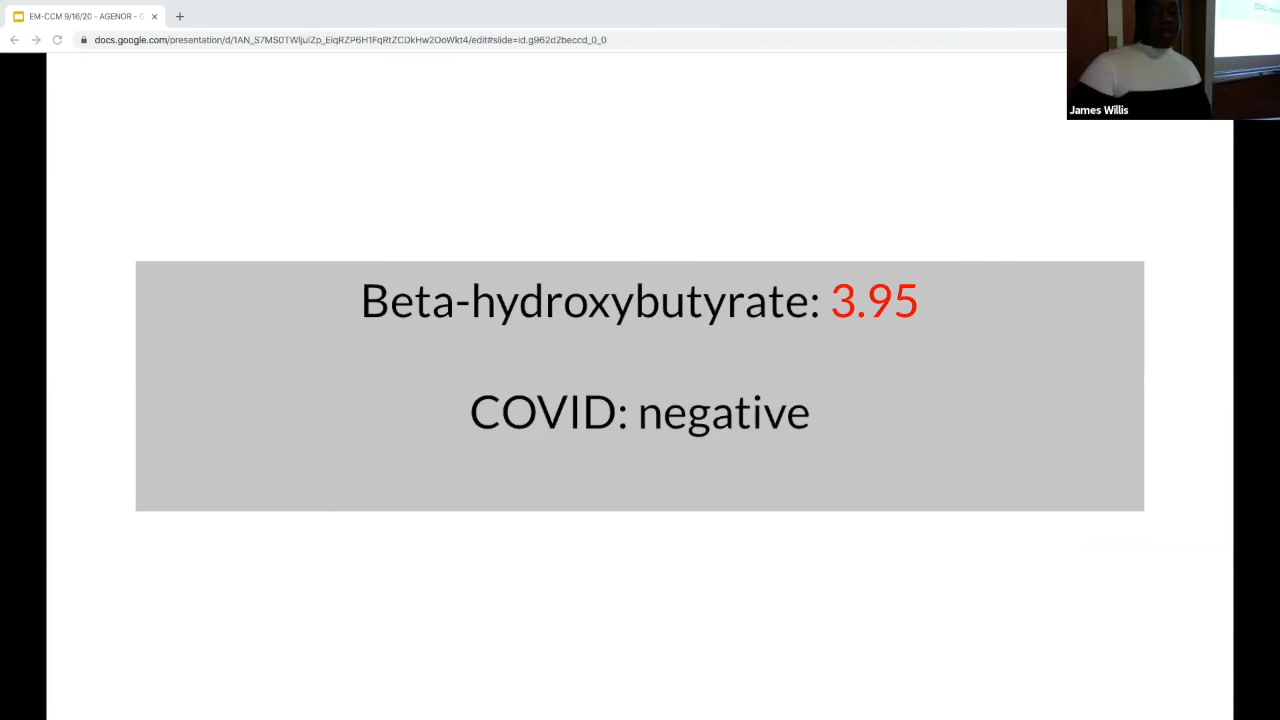 EM-CCM 9/16/20 - AGENOR - G
docs.google.com/presentation/d/1AN_S7MS0TWljulZp_EiqRZP6H1FqRtZCDkHw2OoWkt4/edit#slide=id.g962d2beccd_0_0
James Willis
Beta-hydroxybutyrate: 3.95
COVID: negative